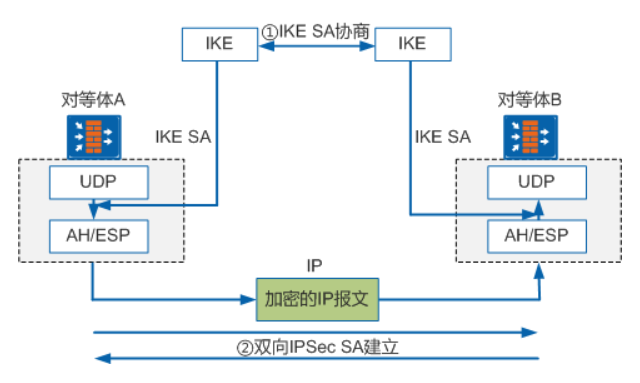 ①IKE SA协商
IKE
IKE
对等体A
对等体B
IKE SA
IKE SA
UDP
UDP
AH/ESP
AH/ESP
IP
加密的IP报文
②双向IPSec SA建立